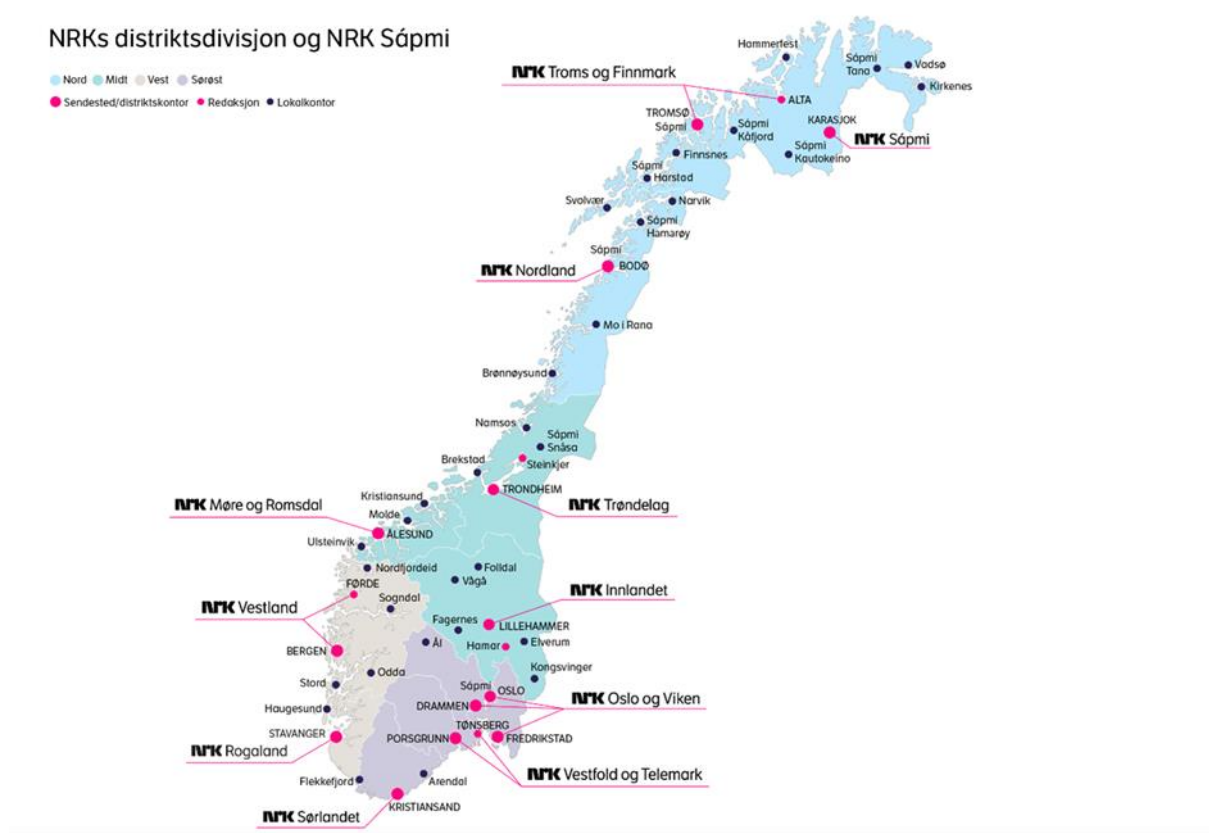 NRKs distriktsdivisjon og NRK Sápmi
Nord Midt Vest Sørøst
Sendested/distriktskontor Redaksjon Lokalkontor
Hammerfest
Sápmi
Tana
Vadsø
Kirkenes
NRK Troms og Finnmark
ALTA
TROMSØ
Sápmi
Sápmi
Kåfjord
KARASJOK
NRK Sápmi
Sápmi
Kautokeino
Finnsnes
Sápmi
Harstad
Svolvær
Narvik
Sápmi
Hamarøy
Sápmi
BODØ
NRK Nordland
Mo i Rana
Brønnøysund
Namsos
Sápmi
Snåsa
Brekstad
Steinkjer
TRONDHEIM
NRK Trøndelag
Kristiansund
NRK Møre og Romsdal
Molde
ÅLESUND
Ulsteinvik
Nordfjordeid
Folldal
Vågå
FØRDE
Sogndal
NRK Vestland
NRK Innlandet
Fagernes
LILLEHAMMER
Ål
Hamar
Elverum
BERGEN
Kongsvinger
Odda
Stord
Sápmi
OSLO
NRK Oslo og Viken
DRAMMEN
Haugesund
TØNSBERG
STAVANGER
PORSGRUNN
FREDRIKSTAD
NRK Rogaland
NRK Vestfold og Telemark
Flekkefjord
Arendal
KRISTIANSAND
NRK Sørlandet